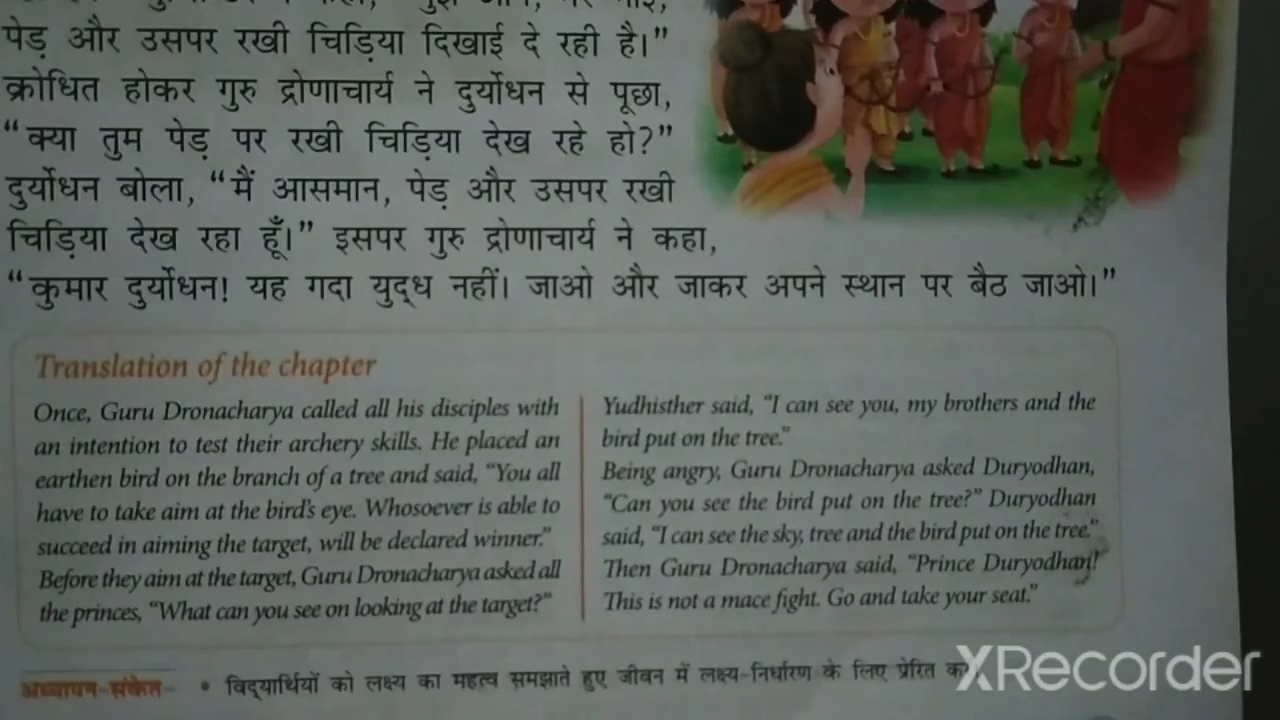 पेड़ और उसपर रखी चिड़िया दिखाई दे रही है।”
क्रोधित होकर गुरु द्रोणाचार्य ने दुर्योधन से पूछा,
“क्या तुम पेड़ पर रखी चिड़िया देख रहे हो?”
दुर्योधन बोला, “मैं आसमान, पेड़ और उसपर रखी
चिड़िया देख रहा हूँ।” इसपर गुरु द्रोणाचार्य ने कहा,
“कुमार दुर्योधन! यह गदा युद्ध नहीं। जाओ और जाकर अपने स्थान पर बैठ जाओ।”
Translation of the chapter
Once, Guru Dronacharya called all his disciples with
an intention to test their archery skills. He placed an
earthen bird on the branch of a tree and said, “You all
have to take aim at the bird's eye. Whosoever is able to
succeed in aiming the target, will be declared winner.”
Before they aim at the target, Guru Dronacharya asked all
the princes, “What can you see on looking at the target?”
Yudhisther said, “I can see you, my brothers and the
bird put on the tree.”
Being angry, Guru Dronacharya asked Duryodhan,
“Can you see the bird put on the tree?” Duryodhan
said, “I can see the sky, tree and the bird put on the tree.”
Then Guru Dronacharya said, “Prince Duryodhan!
This is not a mace fight. Go and take your seat.”
अध्यापन-संकेत • विद्यार्थियों को लक्ष्य का महत्व समझाते हुए जीवन में लक्ष्य-निर्धारण के लिए प्रेरित
XRecorder